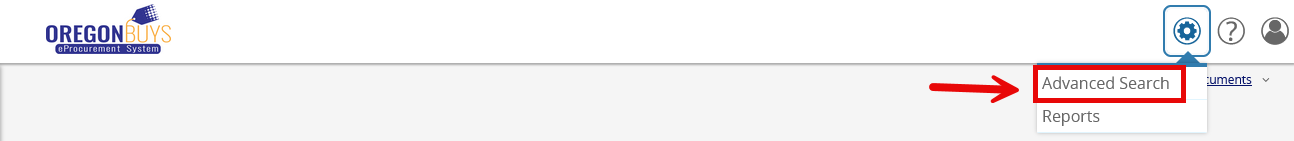 OREGONBUYS
eProcurement System
?
Advanced Search
Reports